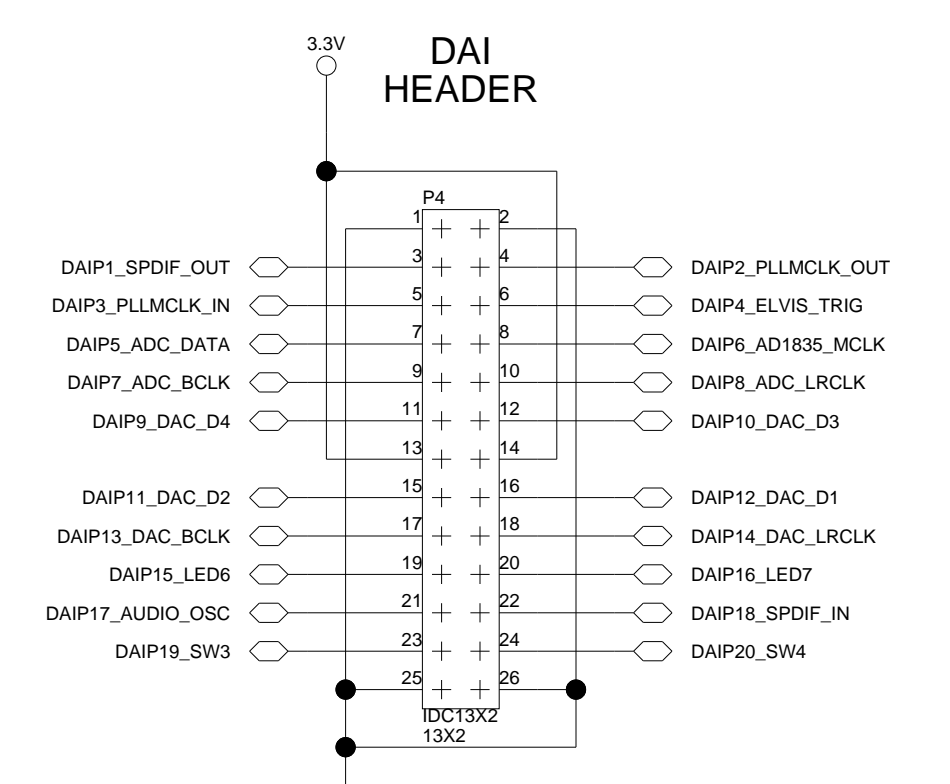 3.3V
DAI
HEADER
P4
1 2
DAIP1_SPDIF_OUT 3 4 DAIP2_PLLMCLK_OUT
DAIP3_PLLMCLK_IN 5 6 DAIP4_ELVIS_TRIG
DAIP5_ADC_DATA 7 8 DAIP6_AD1835_MCLK
DAIP7_ADC_BCLK 9 10 DAIP8_ADC_LRCLK
DAIP9_DAC_D4 11 12 DAIP10_DAC_D3
13 14
DAIP11_DAC_D2 15 16 DAIP12_DAC_D1
DAIP13_DAC_BCLK 17 18 DAIP14_DAC_LRCLK
DAIP15_LED6 19 20 DAIP16_LED7
DAIP17_AUDIO_OSC 21 22 DAIP18_SPDIF_IN
DAIP19_SW3 23 24 DAIP20_SW4
25 26
IDC13X2
13X2